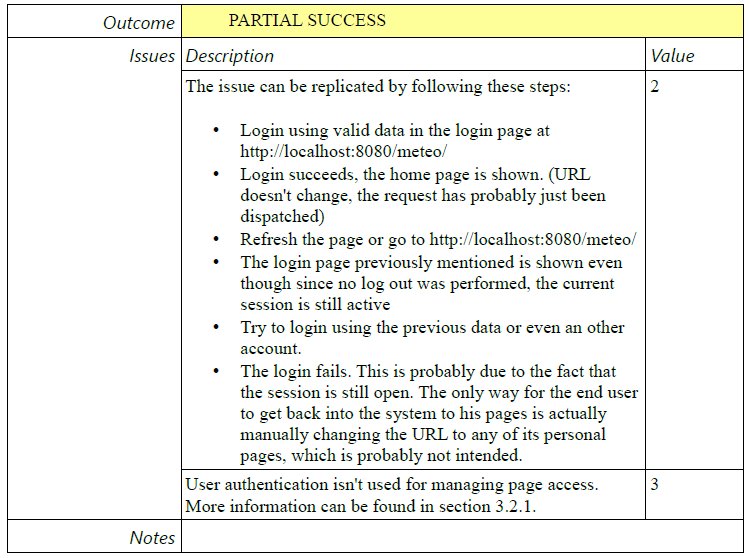 Outcome PARTIAL SUCCESS
Issues Description Value
The issue can be replicated by following these steps: 2
• Login using valid data in the login page at
http://localhost:8080/meteo/
• Login succeeds, the home page is shown. (URL
doesn't change, the request has probably just been
dispatched)
• Refresh the page or go to http://localhost:8080/meteo/
• The login page previously mentioned is shown even
though since no log out was performed, the current
session is still active
• Try to login using the previous data or even an other
account.
• The login fails. This is probably due to the fact that
the session is still open. The only way for the end user
to get back into the system to his pages is actually
manually changing the URL to any of its personal
pages, which is probably not intended.
User authentication isn't used for managing page access. 3
More information can be found in section 3.2.1.
Notes